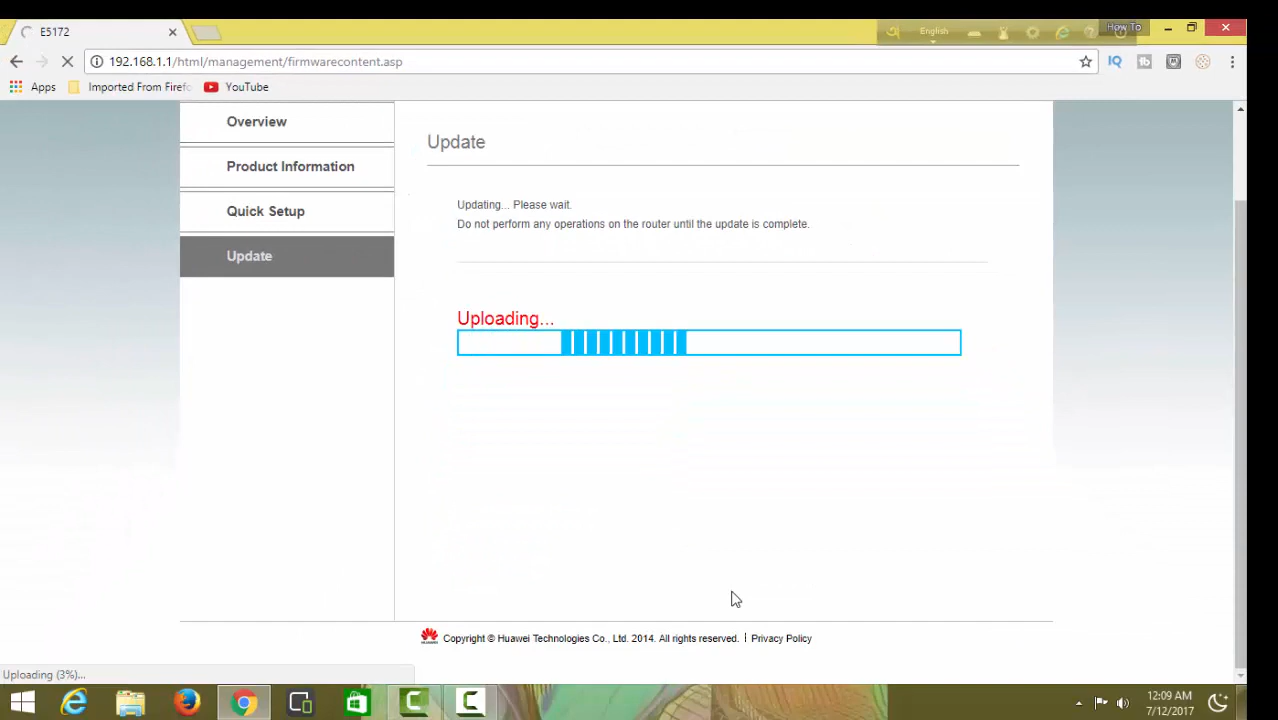 E5172
English
How To
192.168.1.1/html/management/firmwarecontent.asp
Apps
Imported From Firefo
YouTube
Overview
Product Information
Quick Setup
Update
Update
Updating... Please wait.
Do not perform any operations on the router until the update is complete.
Uploading...
Copyright © Huawei Technologies Co., Ltd. 2014. All rights reserved. | Privacy Policy
Uploading (3%)...
12:09 AM
7/12/2017